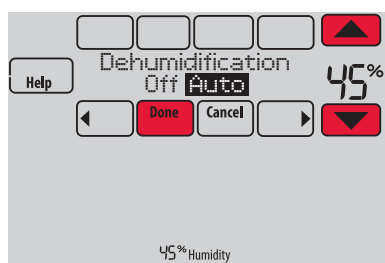 Dehumidification
Help
Off Auto
45%
Done Cancel
45% Humidity